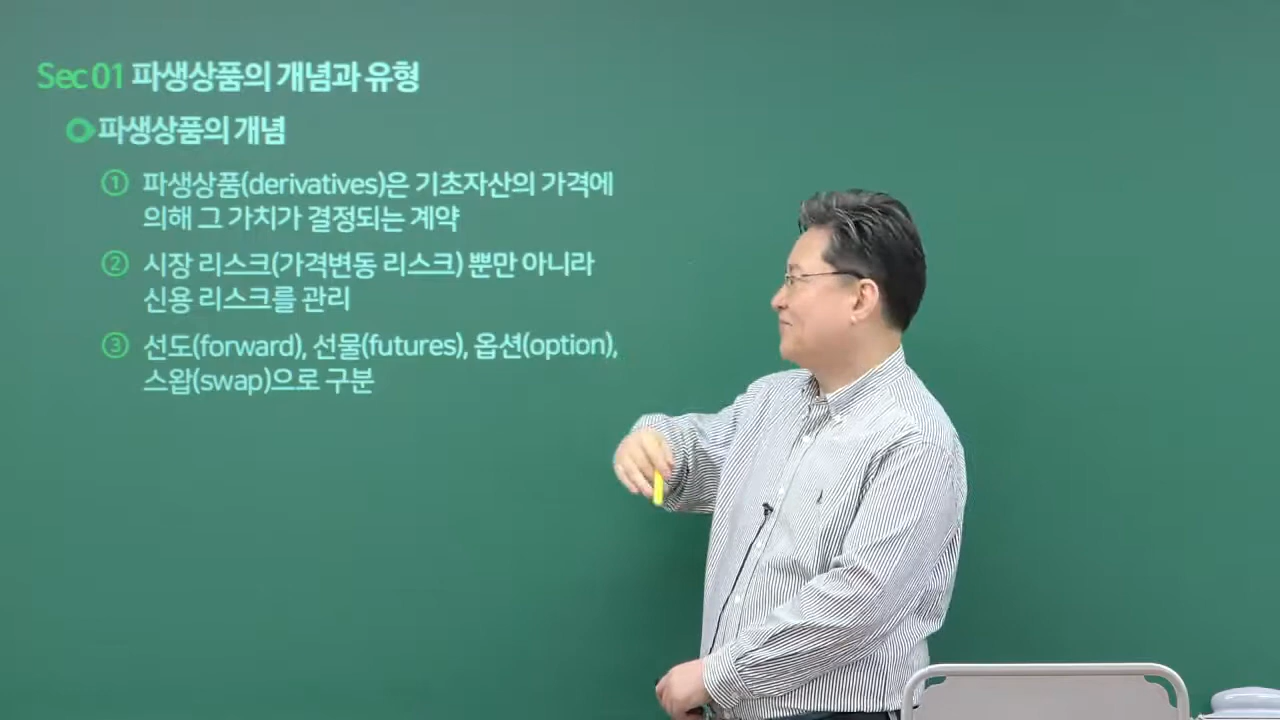 Sec 01 파생상품의 개념과 유형
파생상품의 개념
① 파생상품(derivatives)은 기초자산의 가격에
의해 그 가치가 결정되는 계약
② 시장 리스크(가격변동 리스크) 뿐만 아니라
신용 리스크를 관리
③ 선도(forward), 선물(futures), 옵션(option),
스왑(swap)으로 구분